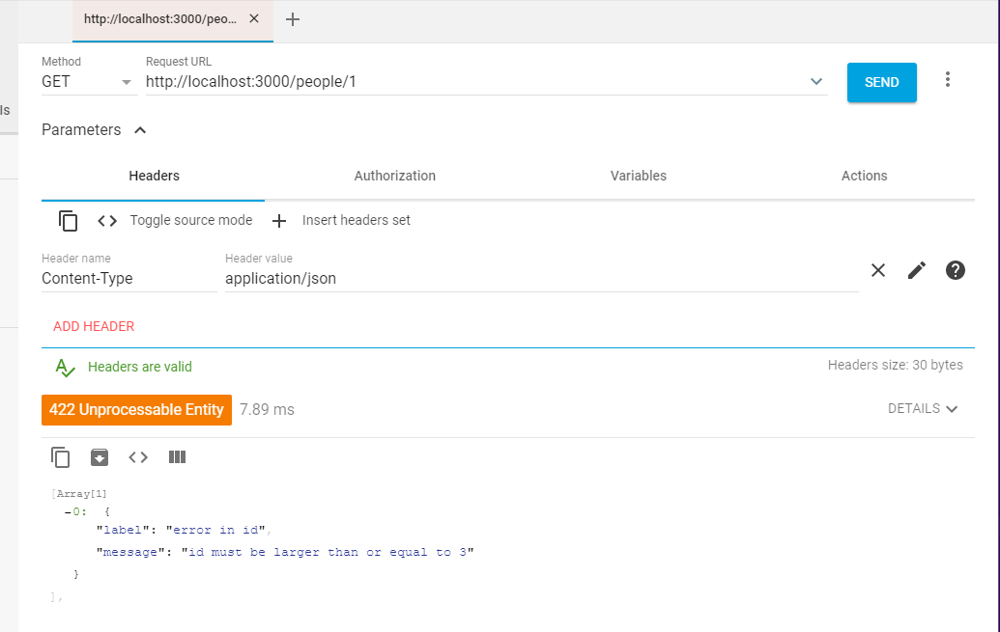 http://localhost:3000/peo...
ls
Method
Request URL
GET
http://localhost:3000/people/1
SEND
Parameters
Headers
Authorization
Variables
Actions
Toggle source mode
Insert headers set
Header name
Header value
Content-Type
application/json
ADD HEADER
Headers are valid
Headers size: 30 bytes
422 Unprocessable Entity
7.89 ms
DETAILS
[Array[1]
-0: {
"label": "error in id",
"message": "id must be larger than or equal to 3"
}
],